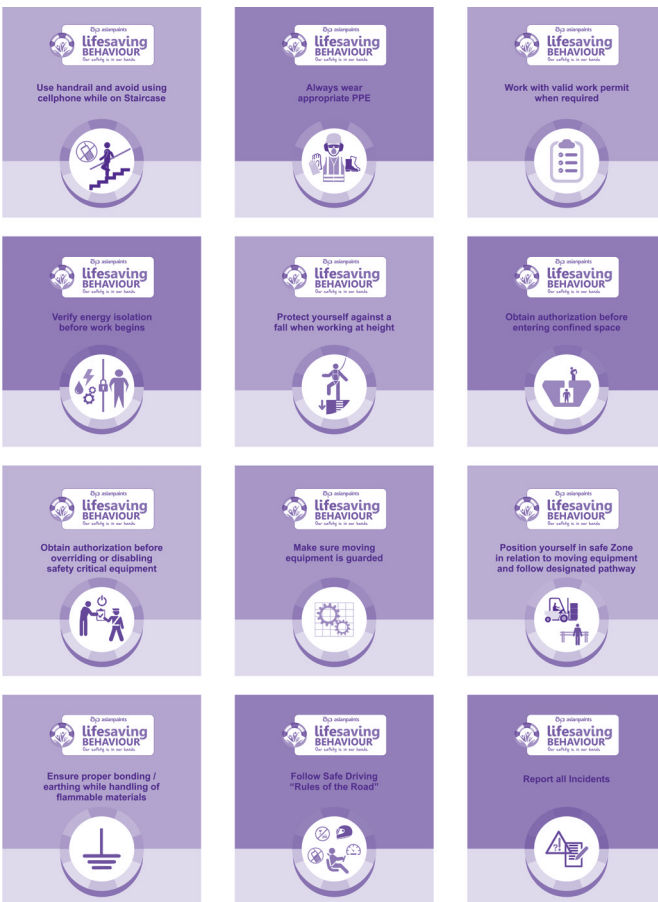 asianpaints
lifesaving
BEHAVIOUR
Our safety is in our hands
Use handrail and avoid using
cellphone while on Staircase
asianpaints
lifesaving
BEHAVIOUR
Our safety is in our hands
Always wear
appropriate PPE
asianpaints
lifesaving
BEHAVIOUR
Our safety is in our hands
Work with valid work permit
when required
asianpaints
lifesaving
BEHAVIOUR
Our safety is in our hands
Verify energy isolation
before work begins
asianpaints
lifesaving
BEHAVIOUR
Our safety is in our hands
Protect yourself against a
fall when working at height
asianpaints
lifesaving
BEHAVIOUR
Our safety is in our hands
Obtain authorization before
entering confined space
asianpaints
lifesaving
BEHAVIOUR
Our safety is in our hands
Obtain authorization before
overriding or disabling
safety critical equipment
asianpaints
lifesaving
BEHAVIOUR
Our safety is in our hands
Make sure moving
equipment is guarded
asianpaints
lifesaving
BEHAVIOUR
Our safety is in our hands
Position yourself in safe Zone
in relation to moving equipment
and follow designated pathway
asianpaints
lifesaving
BEHAVIOUR
Our safety is in our hands
Ensure proper bonding /
earthing while handling of
flammable materials
asianpaints
lifesaving
BEHAVIOUR
Our safety is in our hands
Follow Safe Driving
“Rules of the Road”
asianpaints
lifesaving
BEHAVIOUR
Our safety is in our hands
Report all Incidents
?!